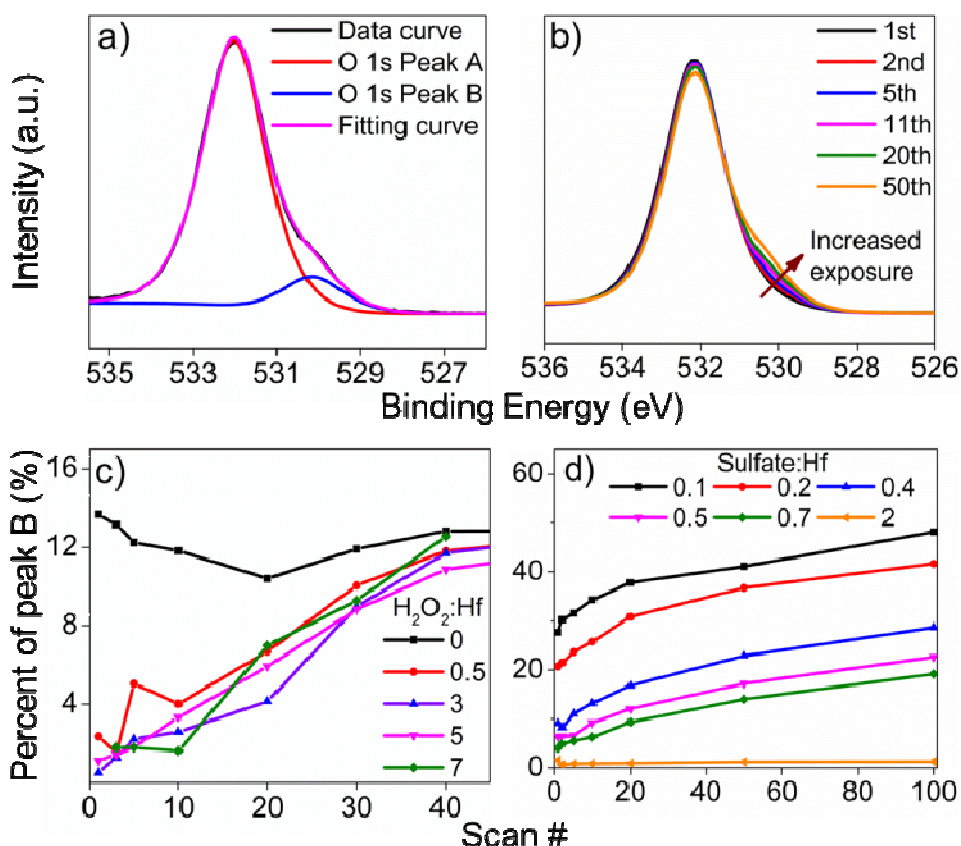 a)
Data curve
O 1s Peak A
O 1s Peak B
Fitting curve
b)
1st
2nd
5th
11th
20th
50th
Increased
exposure
Intensity (a.u.)
535 533 531 529 527
536 534 532 530 528 526
Binding Energy (eV)
c)
16
12
8
4
H2O2:Hf
0
0.5
3
5
7
Percent of peak B (%)
0 10 20 30 40
d)
Sulfate:Hf
0.1 0.2 0.4
0.5 0.7 2
60
40
20
0
0 20 40 60 80 100
Scan #